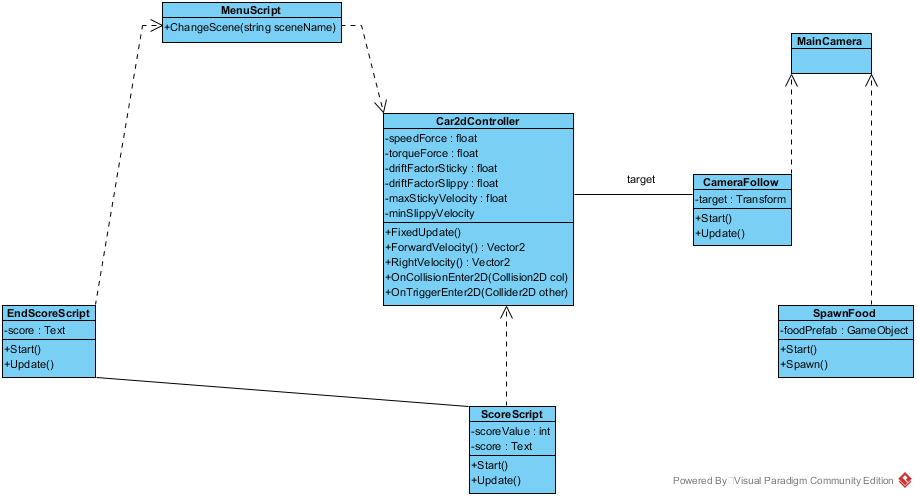 MenuScript
+ChangeScene(string sceneName)
MainCamera
Car2dController
-speedForce : float
-torqueForce : float
-driftFactorSticky : float
-driftFactorSlippy : float
-maxStickyVelocity : float
-minSlippyVelocity
+FixedUpdate()
+ForwardVelocity() : Vector2
+RightVelocity() : Vector2
+OnCollisionEnter2D(Collision2D col)
+OnTriggerEnter2D(Collider2D other)
target
CameraFollow
-target : Transform
+Start()
+Update()
EndScoreScript
-score : Text
+Start()
+Update()
SpawnFood
-foodPrefab : GameObject
+Start()
+Spawn()
ScoreScript
-scoreValue : int
-score : Text
+Start()
+Update()
Powered By Visual Paradigm Community Edition